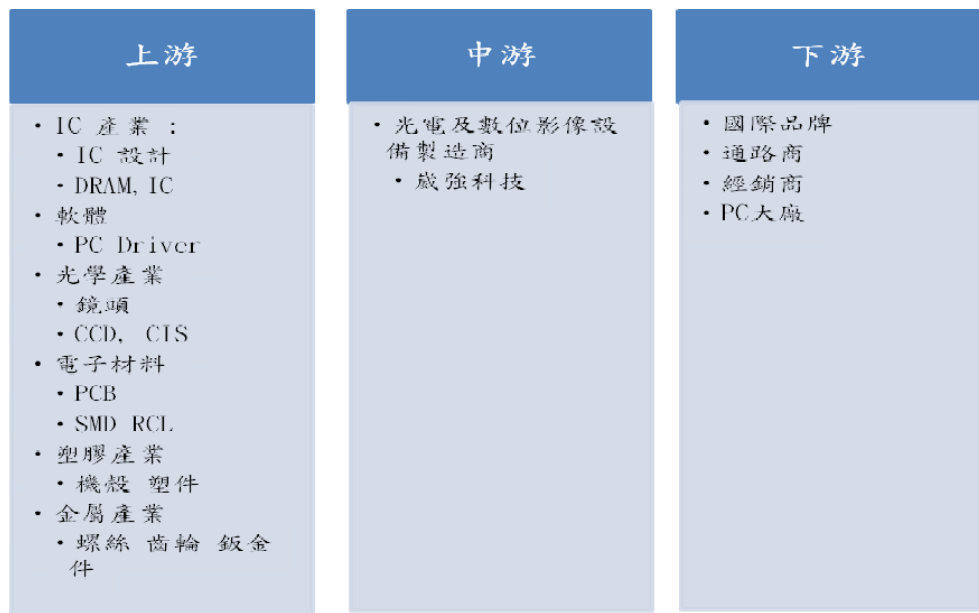 上游
• IC 產業 :
• IC 設計
• DRAM, IC
• 軟體
• PC Driver
• 光學產業
• 鏡頭
• CCD, CIS
• 電子材料
• PCB
• SMD RCL
• 塑膠產業
• 機殼 塑件
• 金屬產業
• 螺絲 齒輪 鈑金
件
中游
• 光電及數位影像設
備製造商
• 崴強科技
下游
• 國際品牌
• 通路商
• 經銷商
• PC大廠